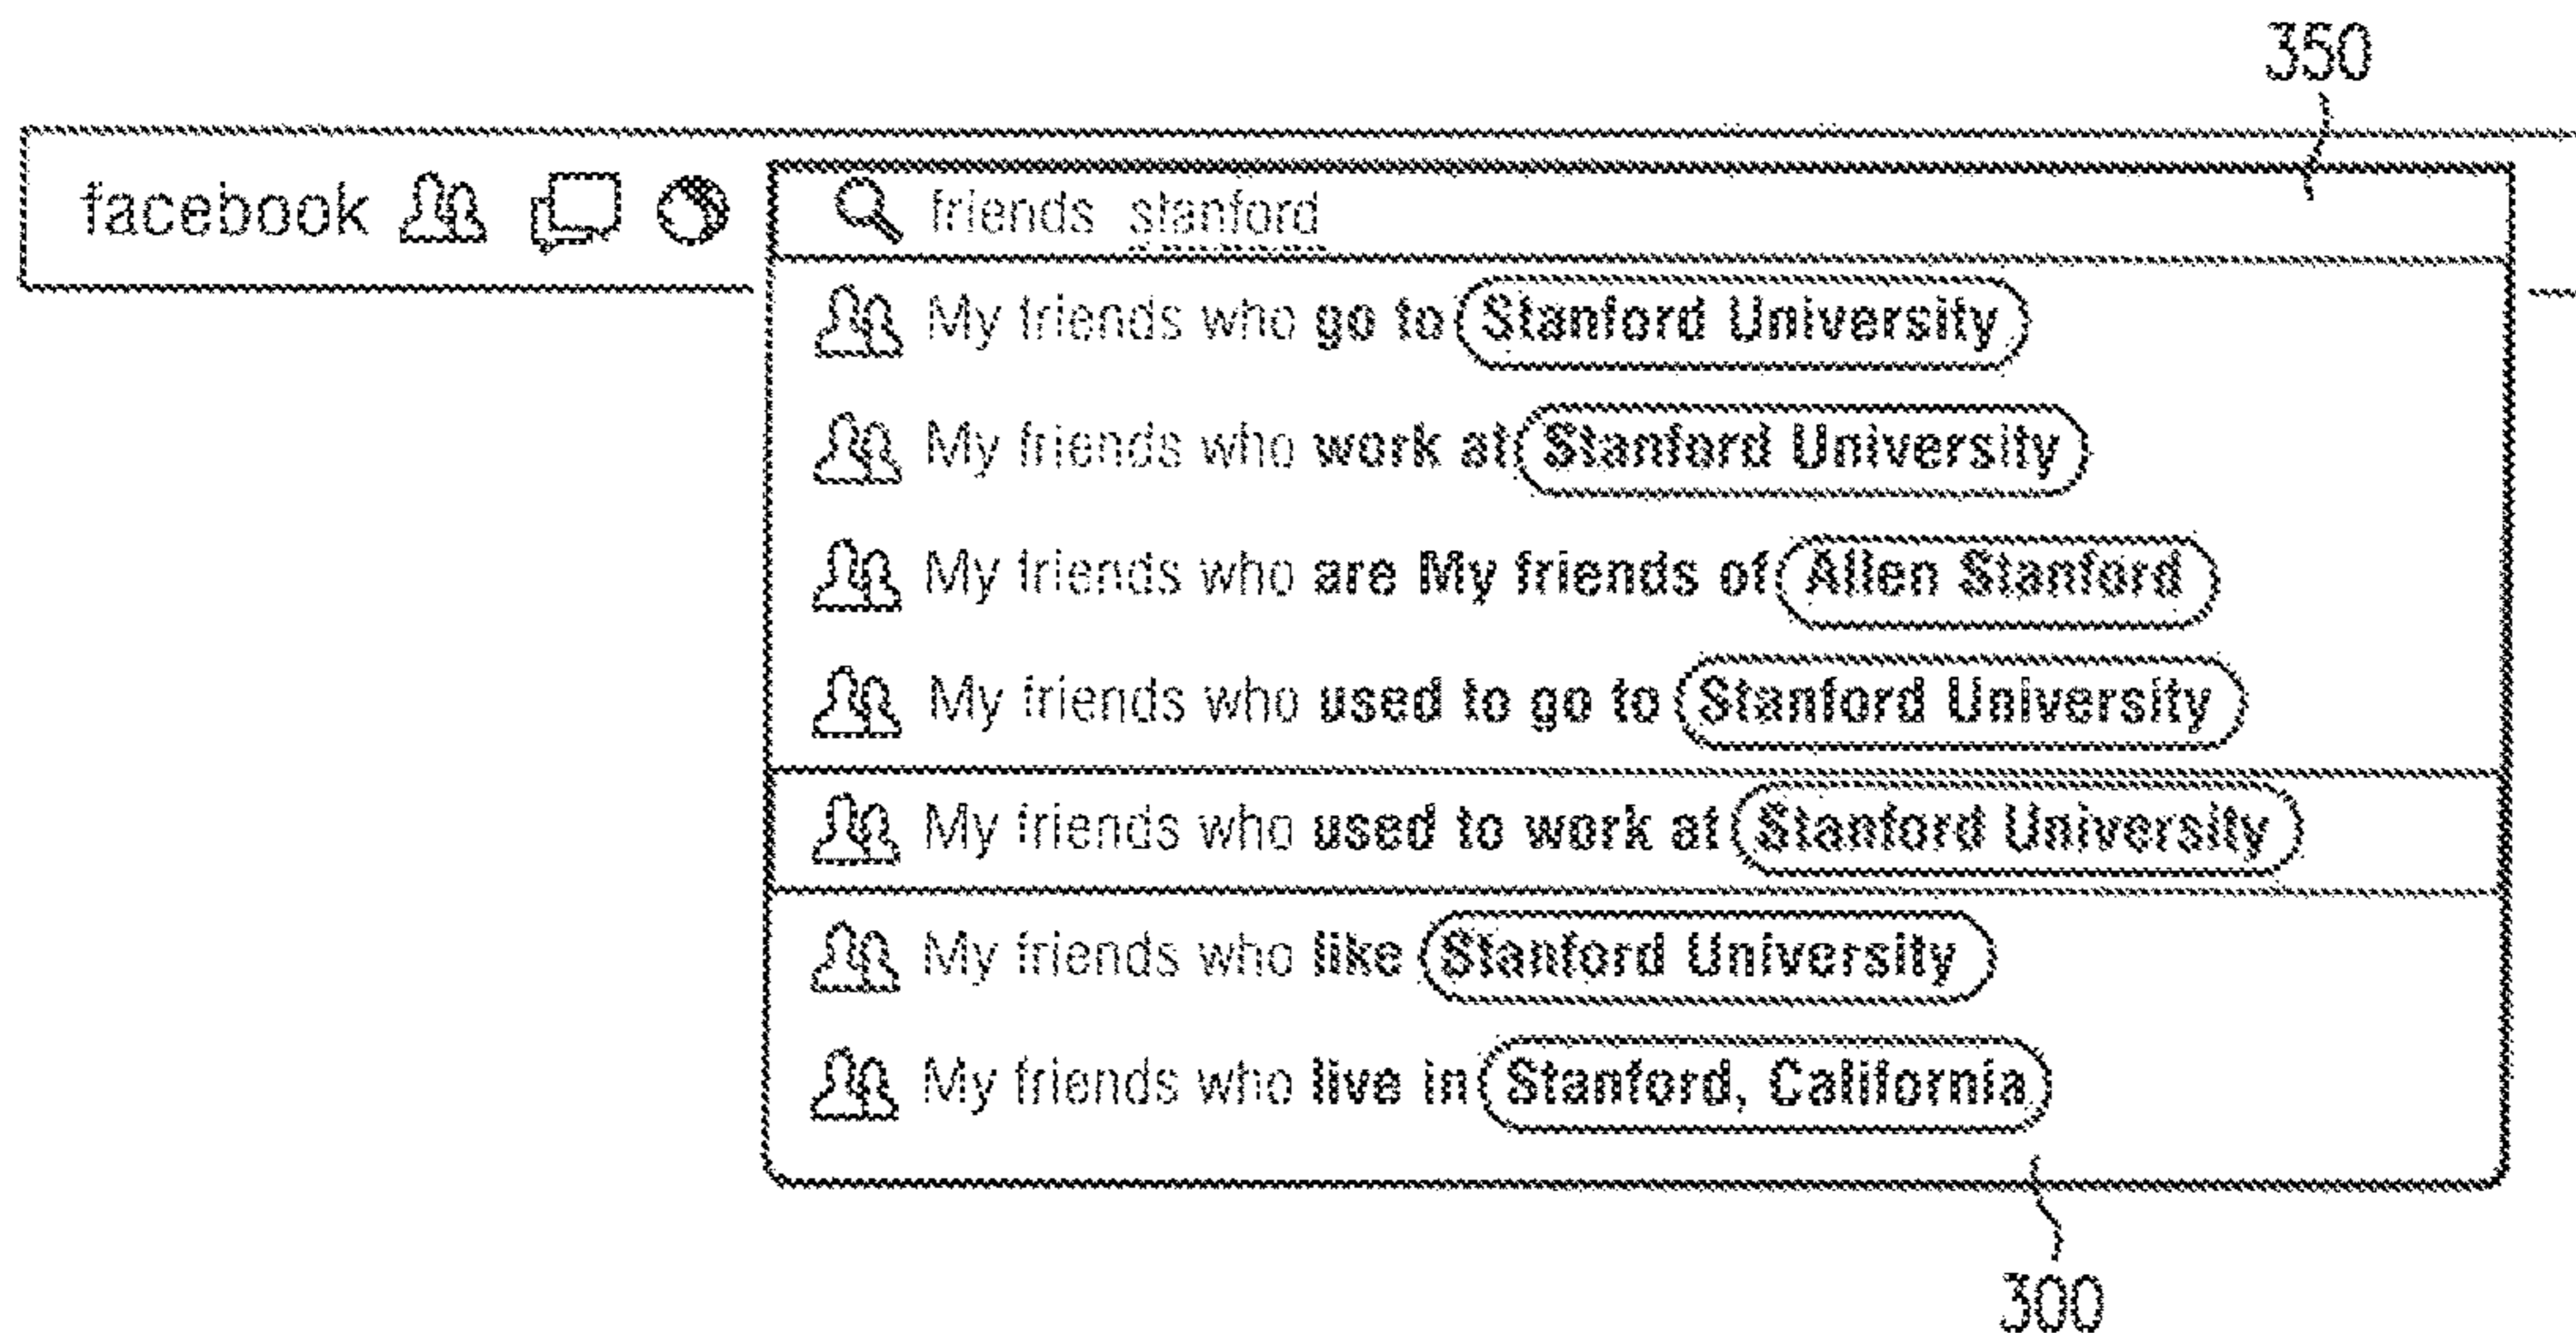 350
facebook friends stanford
My friends who go to Stanford University
My friends who work at Stanford University
My friends who are My friends of Allen Stanford
My friends who used to go to Stanford University
My friends who used to work at Stanford University
My friends who like Stanford University
My friends who live in Stanford, California
300